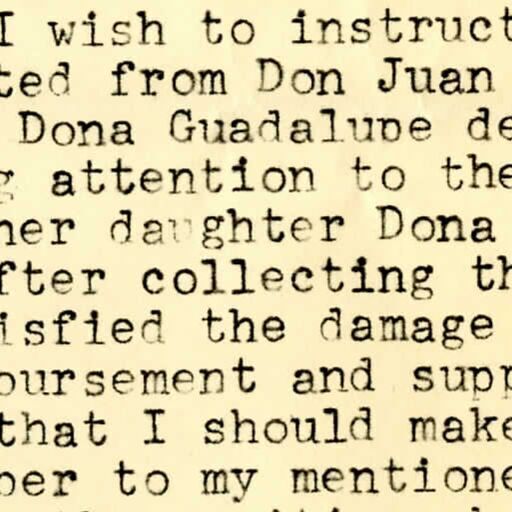 I wish to instruct
ted from Don Juan
Dona Guadalupe de
g attention to the
her daughter Dona
fter collecting th
isfied the damage
oursement and supp
that I should make
ber to my mentione